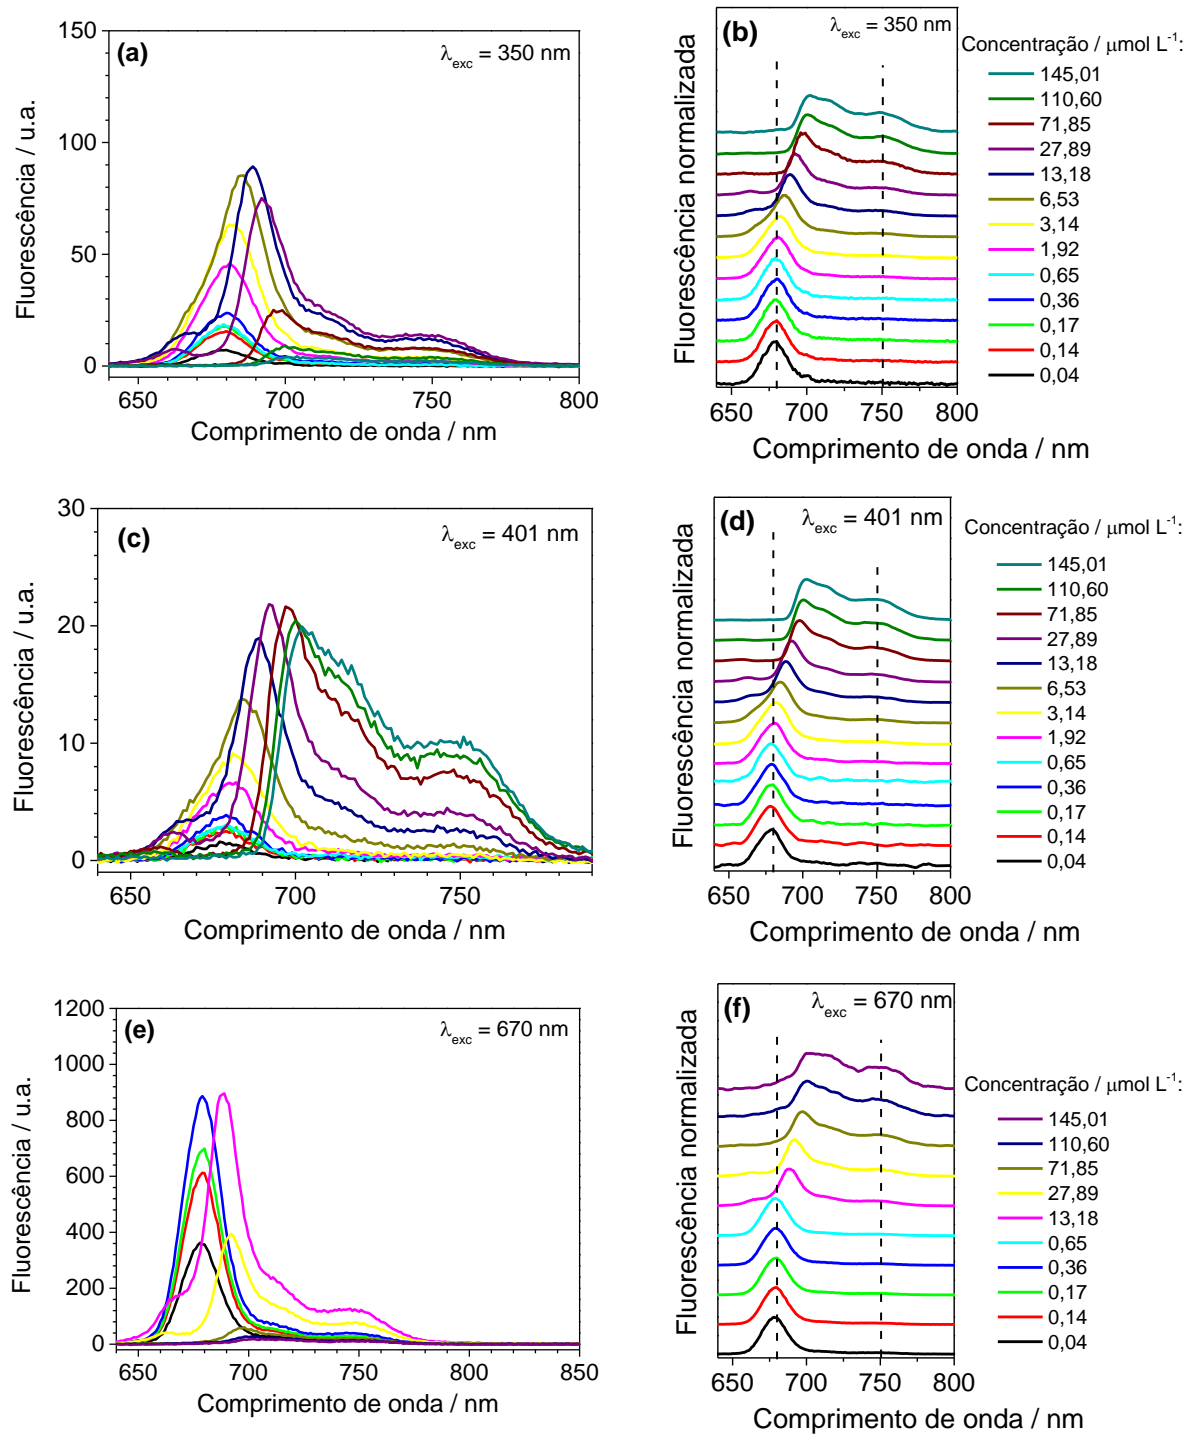 (a)
λexc = 350 nm
150
100
50
0
Fluorescência / u.a.
650 700 750 800
Comprimento de onda / nm
(b)
λexc = 350 nm
Fluorescência normalizada
650 700 750 800
Comprimento de onda / nm
Concentração / μmol L-1:
145,01
110,60
71,85
27,89
13,18
6,53
3,14
1,92
0,65
0,36
0,17
0,14
0,04
(c)
λexc = 401 nm
30
20
10
0
Fluorescência / u.a.
650 700 750
Comprimento de onda / nm
(d)
λexc = 401 nm
Fluorescência normalizada
650 700 750 800
Comprimento de onda / nm
Concentração / μmol L-1:
145,01
110,60
71,85
27,89
13,18
6,53
3,14
1,92
0,65
0,36
0,17
0,14
0,04
(e)
λexc = 670 nm
1200
1000
800
600
400
200
0
Fluorescência / u.a.
650 700 750 800 850
Comprimento de onda / nm
(f)
λexc = 670 nm
Fluorescência normalizada
650 700 750 800
Comprimento de onda / nm
Concentração / μmol L-1:
145,01
110,60
71,85
27,89
13,18
0,65
0,36
0,17
0,14
0,04